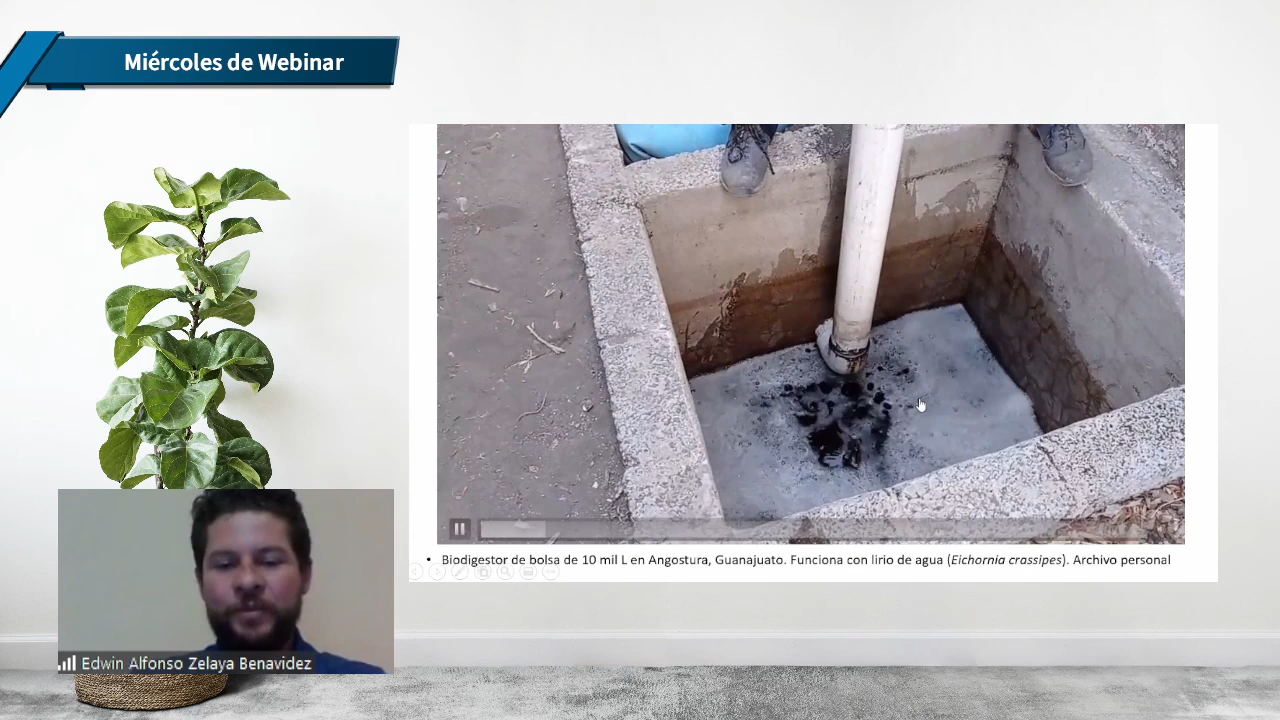 Miércoles de Webinar
• Biodigestor de bolsa de 10 mil L en Angostura, Guanajuato. Funciona con lirio de agua (Eichornia crassipes). Archivo personal
Edwin Alfonso Zelaya Benavidez